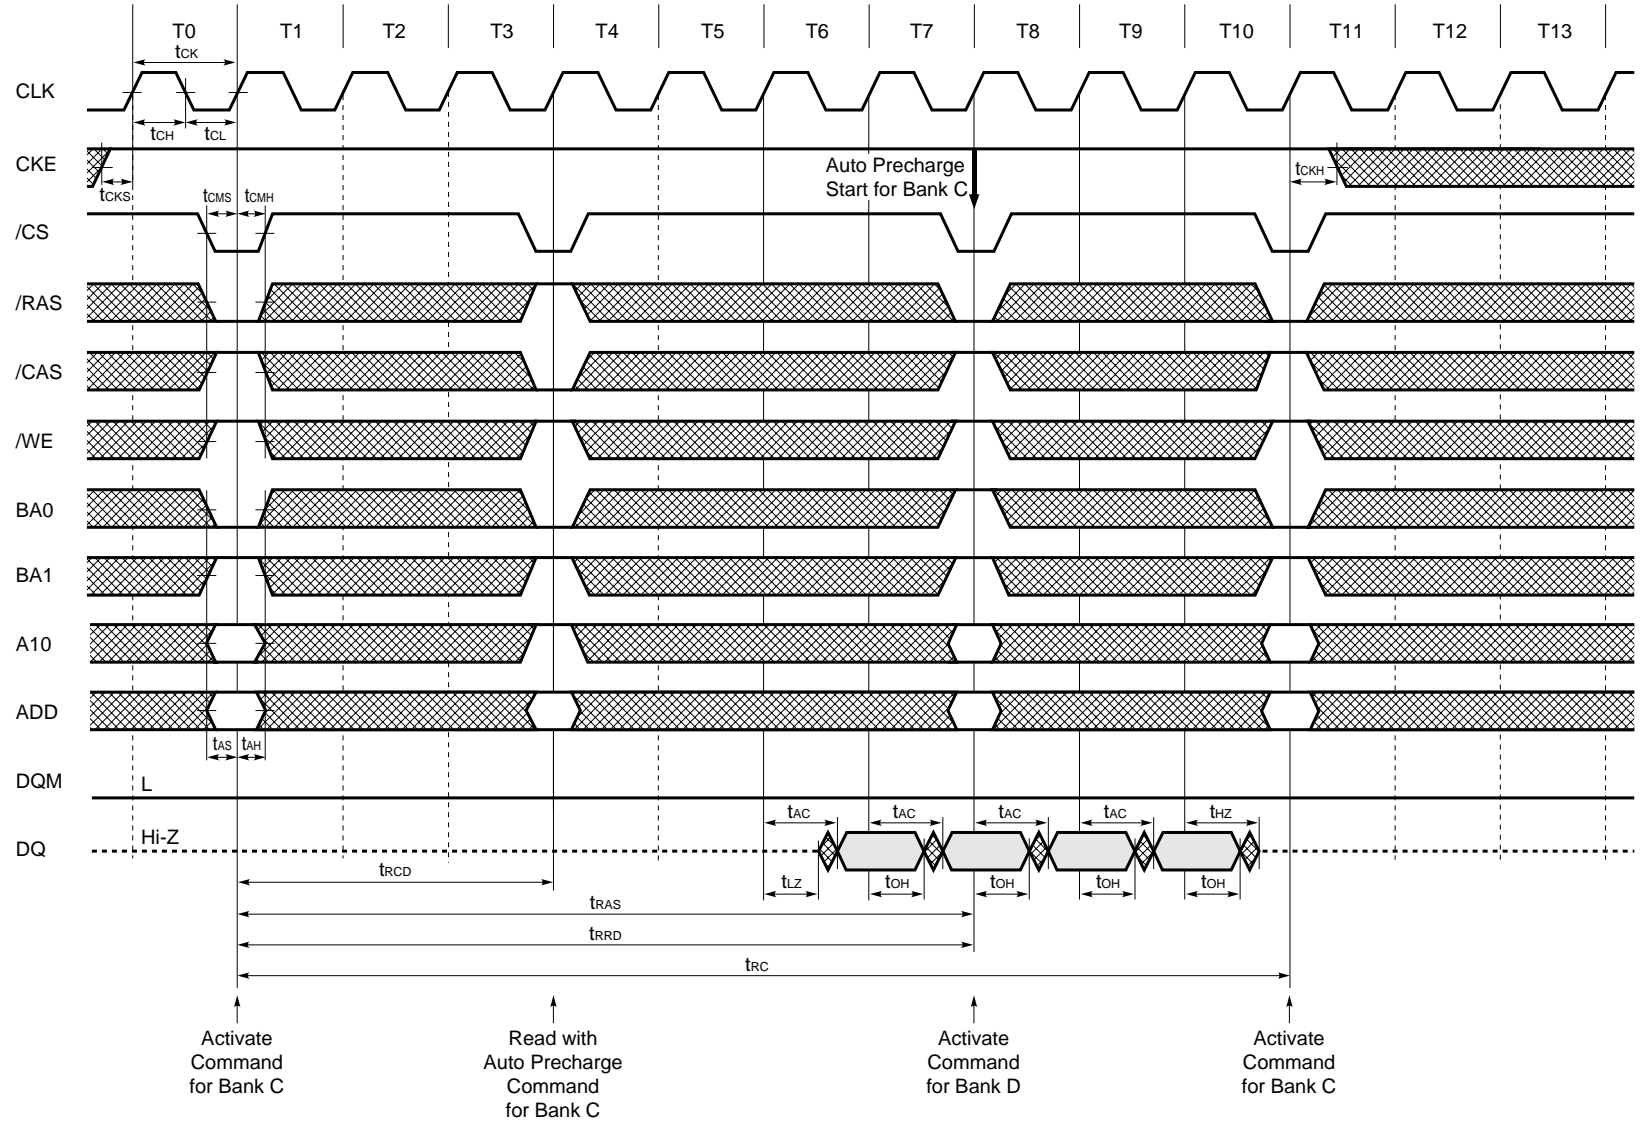 T0 T1 T2 T3 T4 T5 T6 T7 T8 T9 T10 T11 T12 T13
tCK
CLK
tCH tCL
CKE
Auto Precharge
Start for Bank C
tCKH
tCKS tCMS tCMH
/CS
/RAS
/CAS
/WE
BA0
BA1
A10
ADD
tAS tAH
DQM L
tAC tAC tAC tAC tHZ
DQ Hi-Z
tRCD
tLZ tOH tOH tOH tOH
tRAS
tRRD
tRC
Activate
Command
for Bank C
Read with
Auto Precharge
Command
for Bank C
Activate
Command
for Bank D
Activate
Command
for Bank C